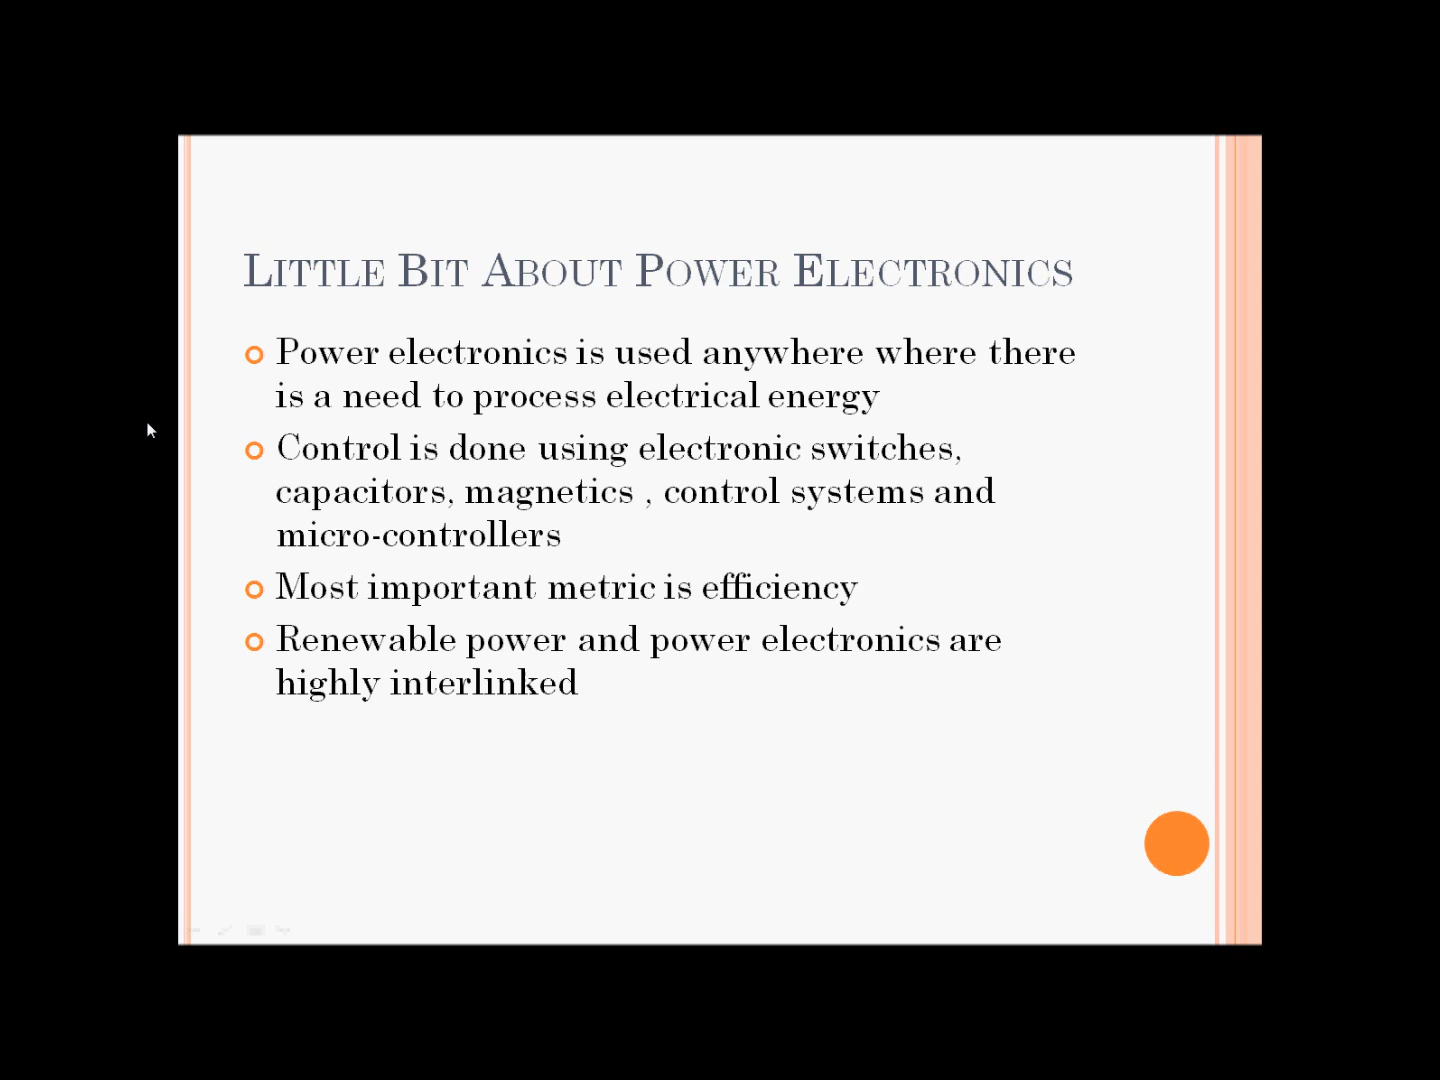 LITTLE BIT ABOUT POWER ELECTRONICS
Power electronics is used anywhere where there
is a need to process electrical energy
Control is done using electronic switches,
capacitors, magnetics , control systems and
micro-controllers
Most important metric is efficiency
Renewable power and power electronics are
highly interlinked